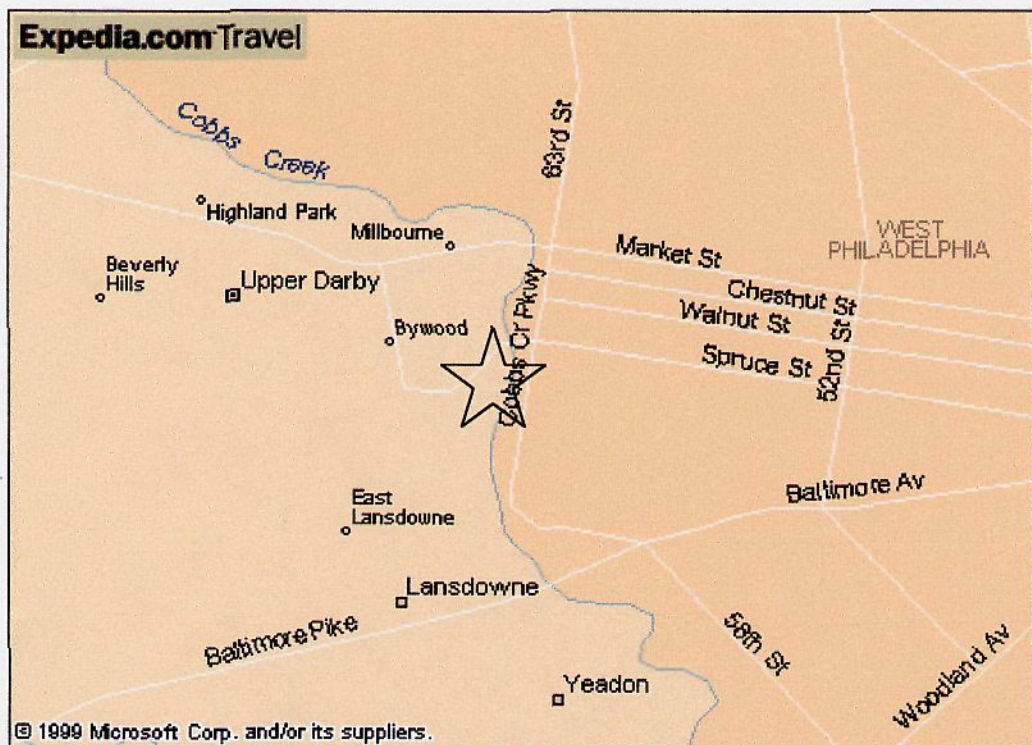 Expedia.com Travel
Cobbs Creek
63rd St
Highland Park
Millbourne
Market St
WEST
PHILADELPHIA
Beverly
Hills
Upper Darby
Chestnut St
Walnut St
Bywood
Cobbs Cr Pkwy
Spruce St
52nd St
Baltimore Av
East
Lansdowne
Lansdowne
Baltimore Pike
58th St
Woodland Av
Yeadon
© 1999 Microsoft Corp. and/or its suppliers.